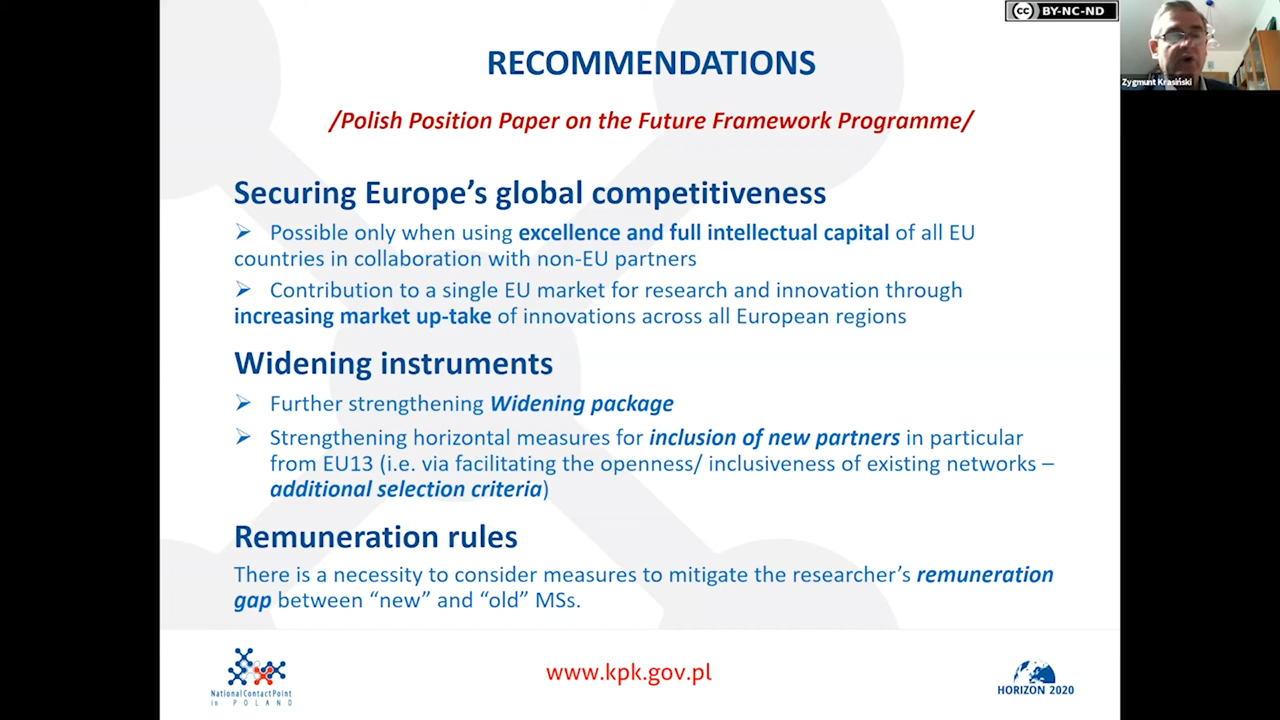 cc BY-NC-ND
RECOMMENDATIONS
Zygmunt Krasiński
/Polish Position Paper on the Future Framework Programme/
Securing Europe's global competitiveness
➢ Possible only when using excellence and full intellectual capital of all EU
countries in collaboration with non-EU partners
➢ Contribution to a single EU market for research and innovation through
increasing market up-take of innovations across all European regions
Widening instruments
➢ Further strengthening Widening package
➢ Strengthening horizontal measures for inclusion of new partners in particular
from EU13 (i.e. via facilitating the openness/ inclusiveness of existing networks –
additional selection criteria)
Remuneration rules
There is a necessity to consider measures to mitigate the researcher's remuneration
gap between “new” and “old” MSs.
NationalContactPoint
in POLAND
www.kpk.gov.pl
HORIZON 2020